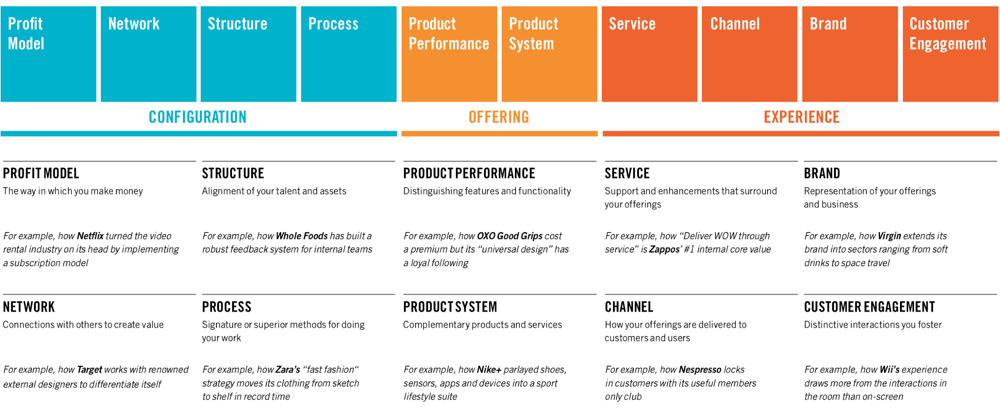 Profit
Model
Network
Structure
Process
Product
Performance
Product
System
Service
Channel
Brand
Customer
Engagement
CONFIGURATION
OFFERING
EXPERIENCE
PROFIT MODEL
The way in which you make money
For example, how Netflix turned the video
rental industry on its head by implementing
a subscription model
STRUCTURE
Alignment of your talent and assets
For example, how Whole Foods has built a
robust feedback system for internal teams
PRODUCT PERFORMANCE
Distinguishing features and functionality
For example, how OXO Good Grips cost
a premium but its “universal design” has
a loyal following
SERVICE
Support and enhancements that surround
your offerings
For example, how “Deliver WOW through
service” is Zappos’ #1 internal core value
BRAND
Representation of your offerings
and business
For example, how Virgin extends its
brand into sectors ranging from soft
drinks to space travel
NETWORK
Connections with others to create value
For example, how Target works with renowned
external designers to differentiate itself
PROCESS
Signature or superior methods for doing
your work
For example, how Zara’s “fast fashion“
strategy moves its clothing from sketch
to shelf in record time
PRODUCT SYSTEM
Complementary products and services
For example, how Nike+ parlayed shoes,
sensors, apps and devices into a sport
lifestyle suite
CHANNEL
How your offerings are delivered to
customers and users
For example, how Nespresso locks
in customers with its useful members
only club
CUSTOMER ENGAGEMENT
Distinctive interactions you foster
For example, how Wii’s experience
draws more from the interactions in
the room than on-screen